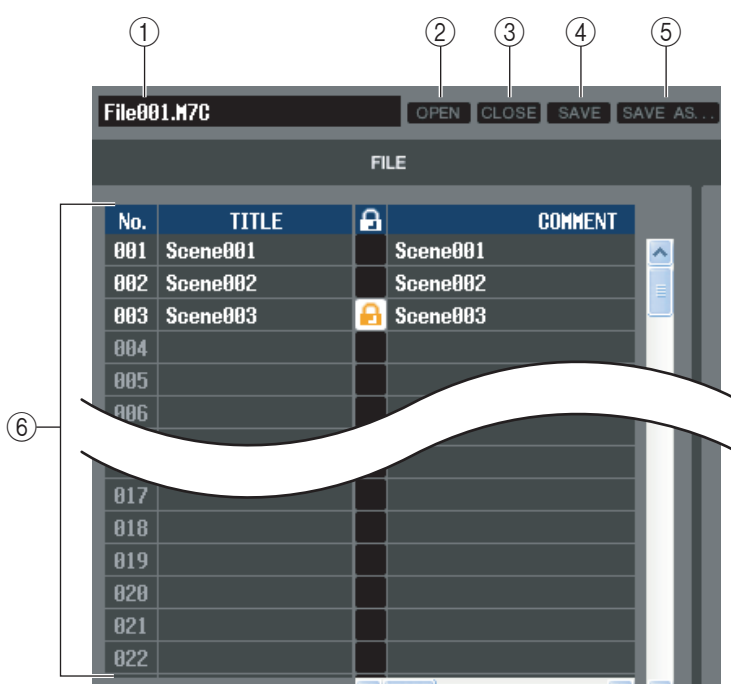 ① ② ③ ④ ⑤
File001.M7C OPEN CLOSE SAVE SAVE AS...
FILE
⑥
No. TITLE COMMENT
001 Scene001 Scene001
002 Scene002 Scene002
003 Scene003 Scene003
004
005
006
017
018
019
020
021
022